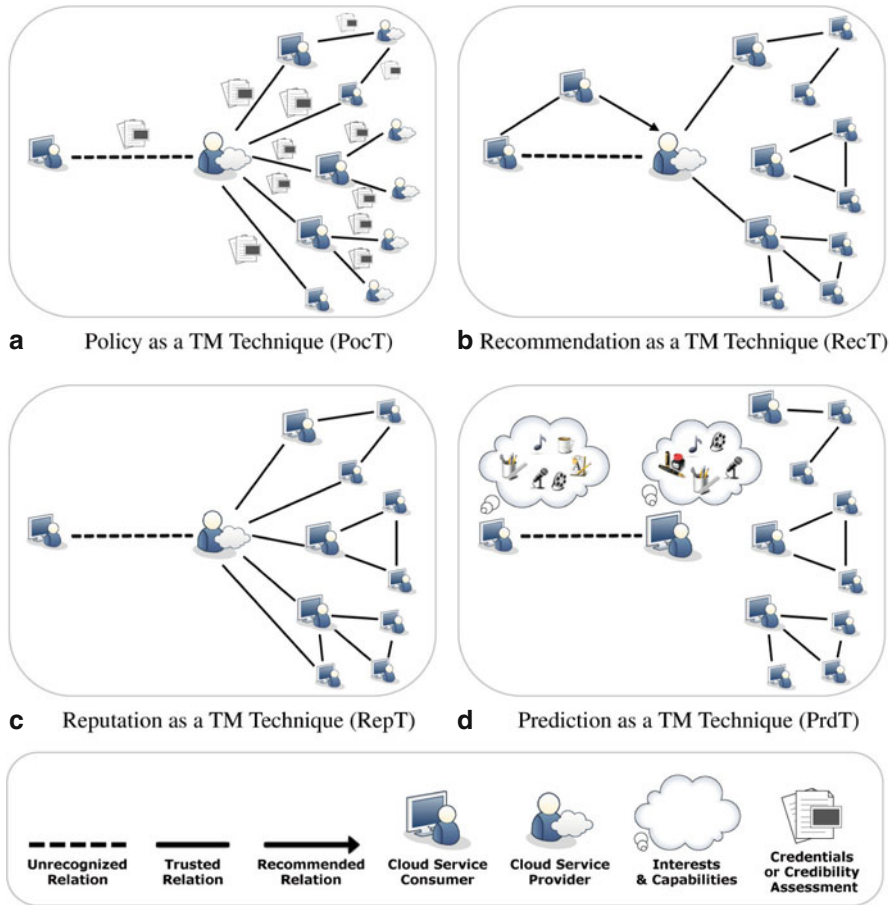 a Policy as a TM Technique (PocT)
b Recommendation as a TM Technique (RecT)
c Reputation as a TM Technique (RepT)
d Prediction as a TM Technique (PrdT)
Unrecognized
Relation
Trusted
Relation
Recommended
Relation
Cloud Service
Consumer
Cloud Service
Provider
Interests
& Capabilities
Credentials
or Credibility
Assessment